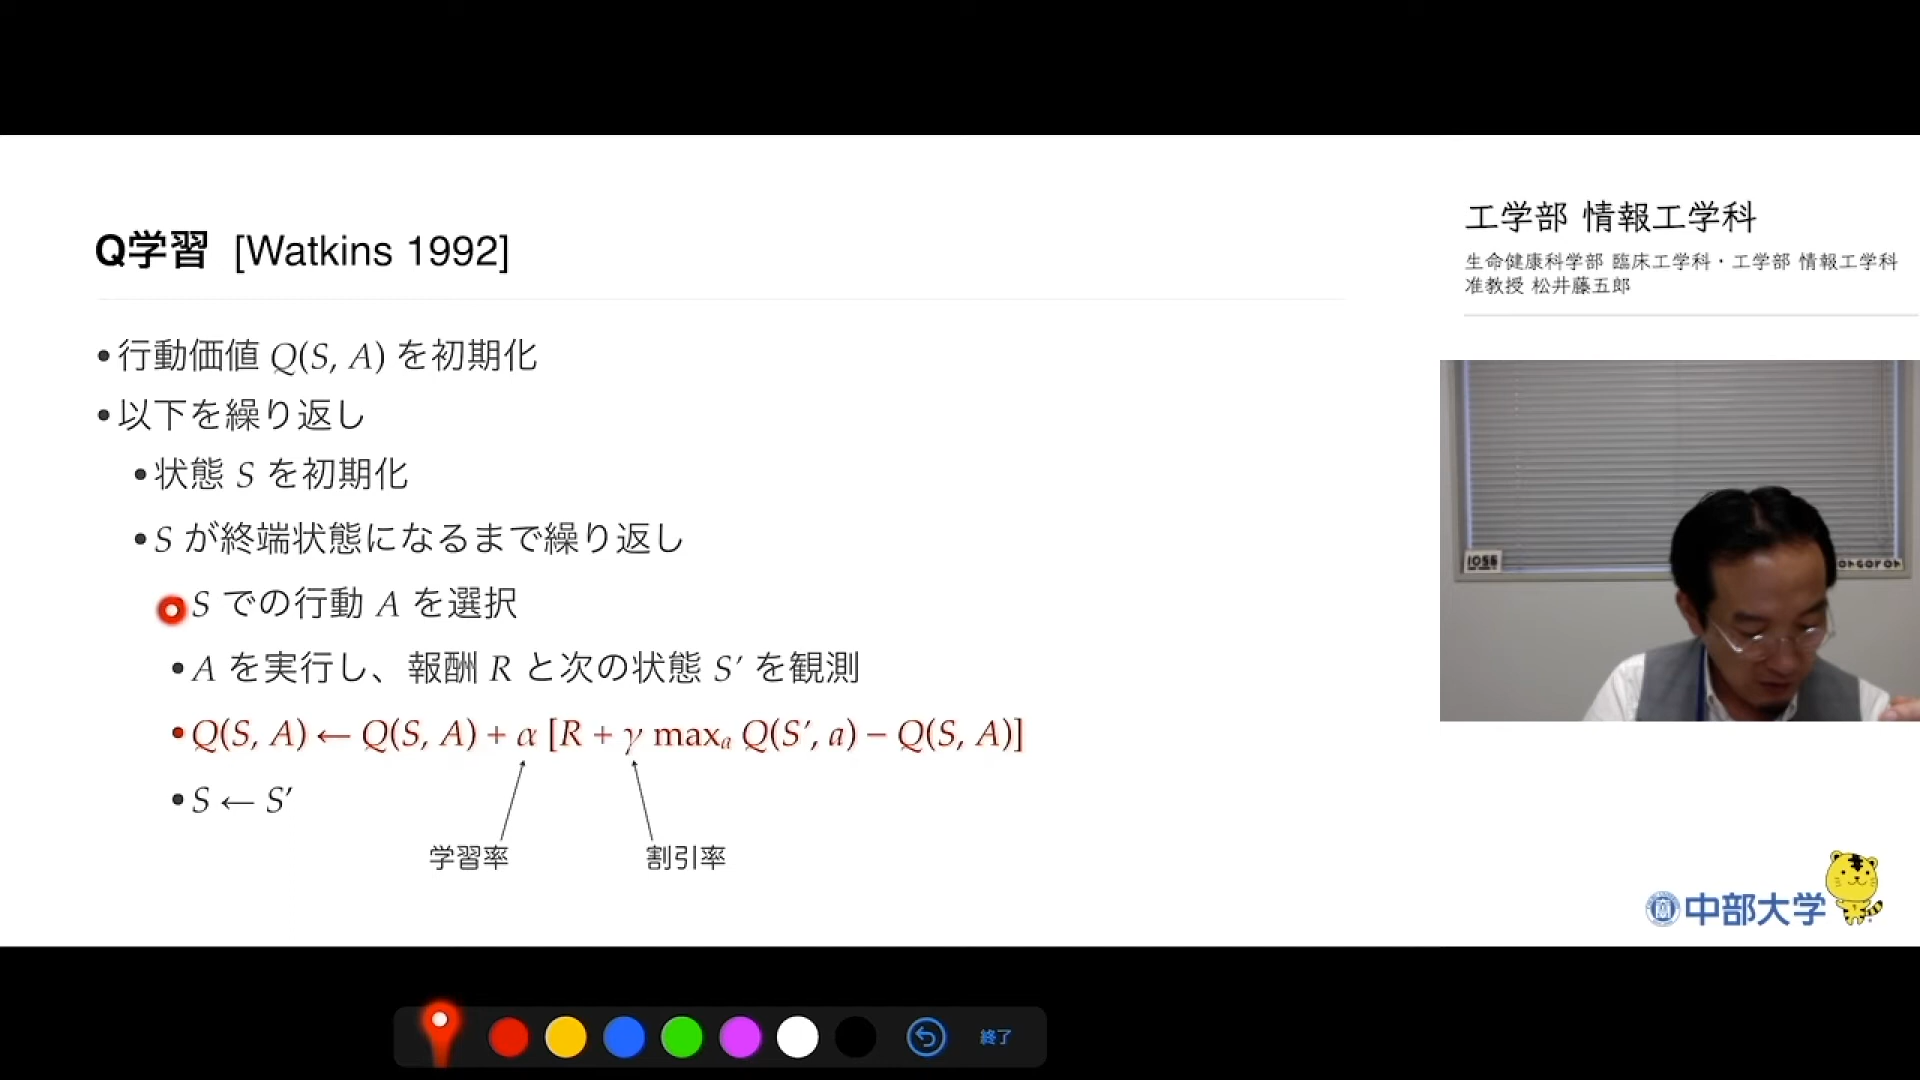 Q学習 [Watkins 1992]
•行動価値 Q(S, A) を初期化
•以下を繰り返し
•状態 S を初期化
•S が終端状態になるまで繰り返し
S での行動 A を選択
•A を実行し、報酬 R と次の状態 S′ を観測
•Q(S, A) ← Q(S, A) + α [R + γ maxₐ Q(S′, a) − Q(S, A)]
•S ← S′
学習率
割引率
工学部 情報工学科
生命健康科学部 臨床工学科・工学部 情報工学科
准教授 松井藤五郎
中部大学
終了